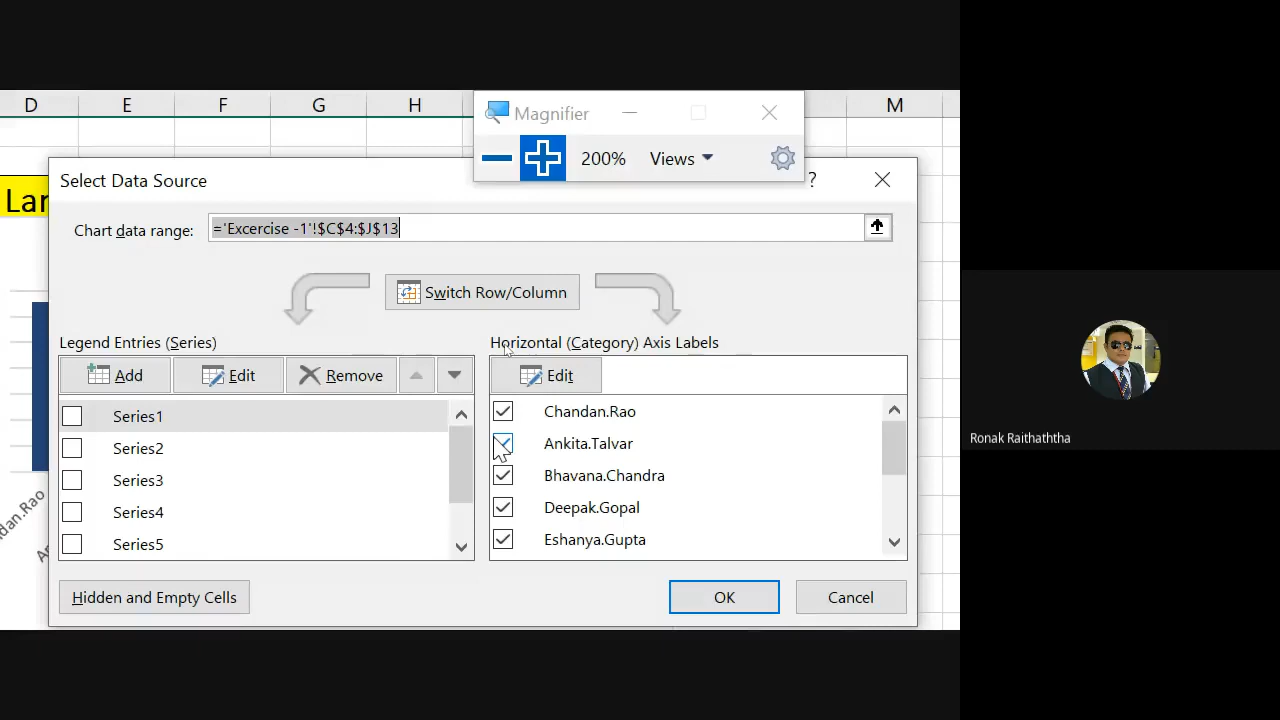 D E F G H M
Magnifier
200% Views
Select Data Source
?
Lar
Chart data range: ='Excercise -1'!$C$4:$J$13
Switch Row/Column
Legend Entries (Series)
Horizontal (Category) Axis Labels
Add Edit Remove
Edit
Series1
Series2
Series3
Series4
Series5
Chandan.Rao
Ankita.Talvar
Bhavana.Chandra
Deepak.Gopal
Eshanya.Gupta
dan.Rao
Hidden and Empty Cells
OK
Cancel
Ronak Raithaththa